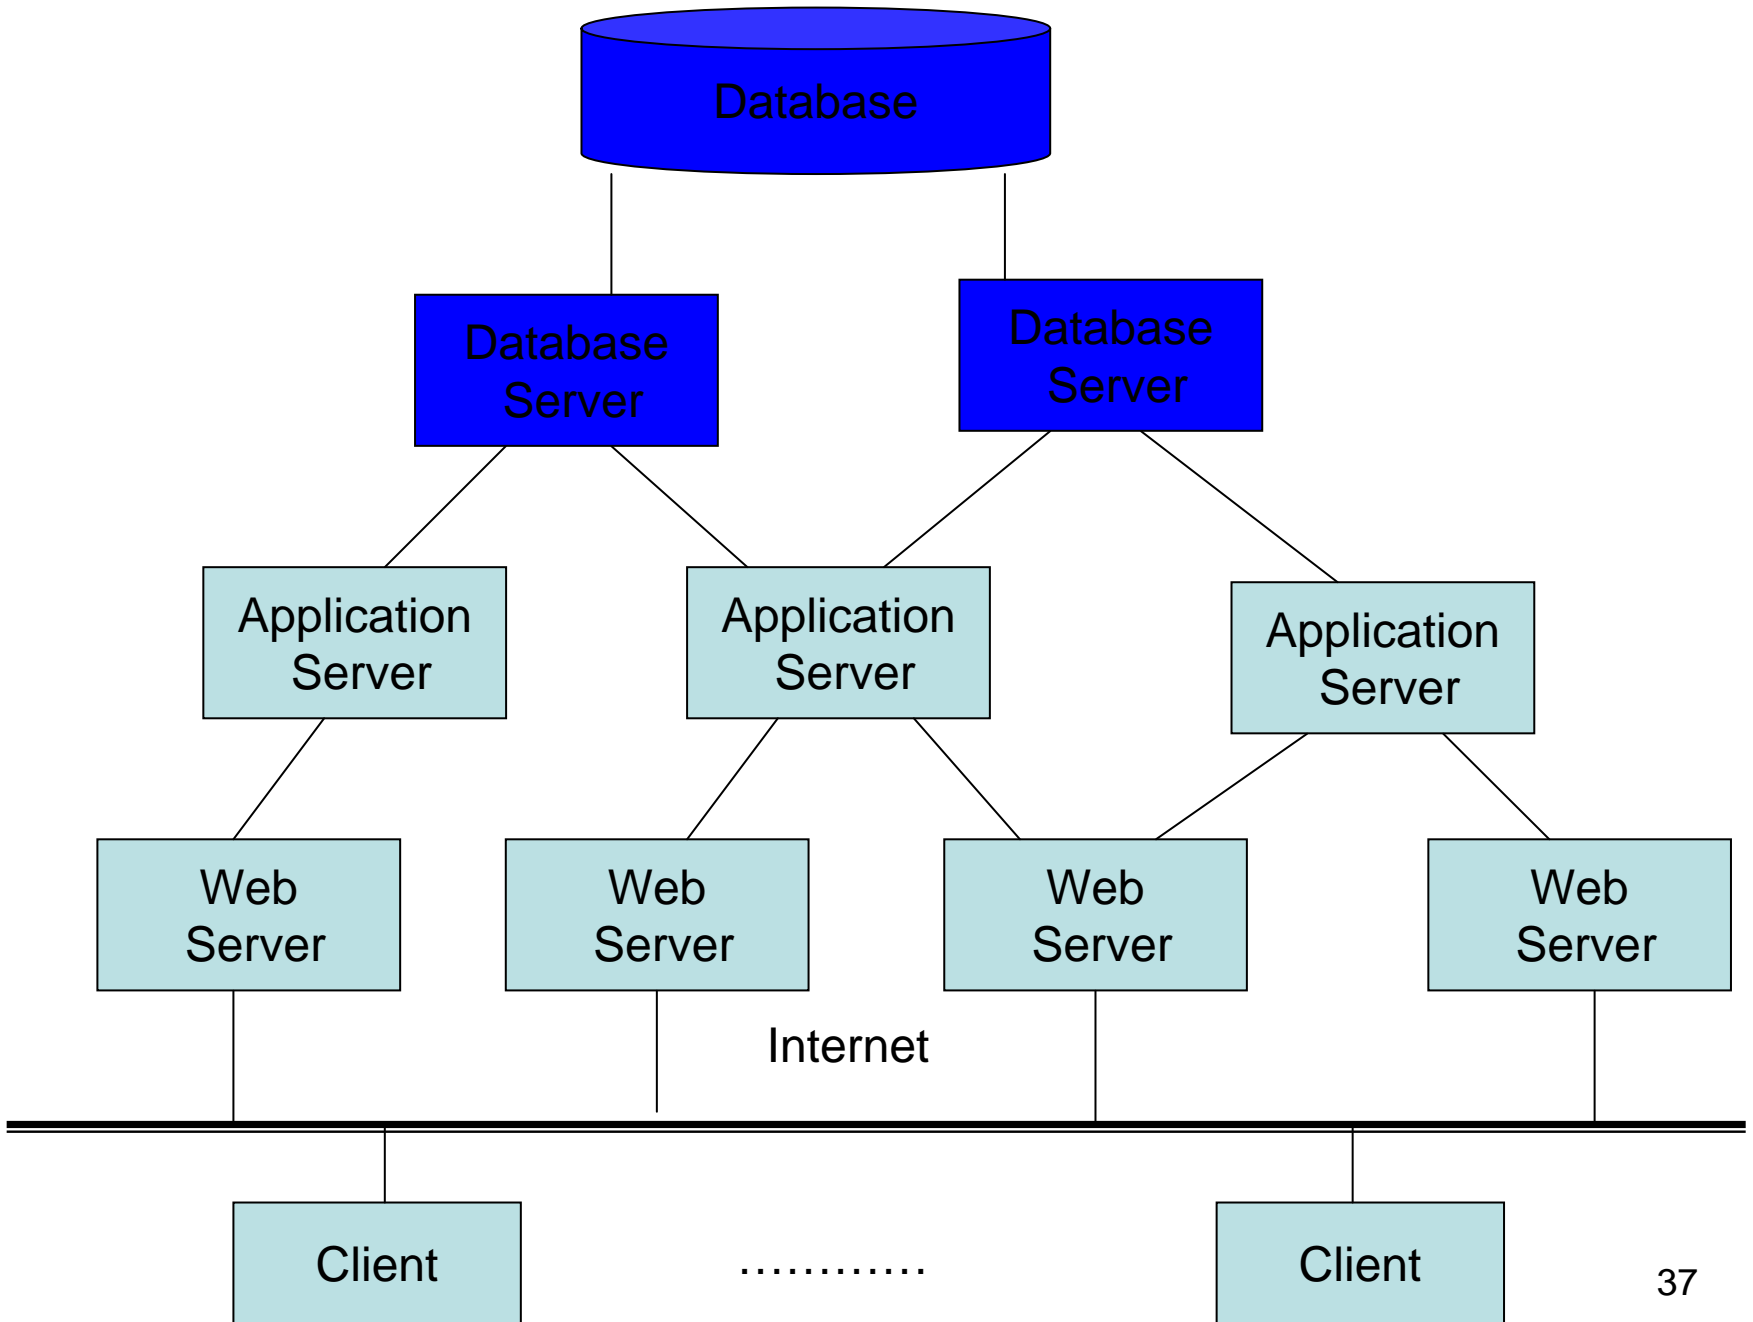 Database
Database
Server
Database
Server
Application
Server
Application
Server
Application
Server
Web
Server
Web
Server
Web
Server
Web
Server
Internet
Client
…………
Client
37